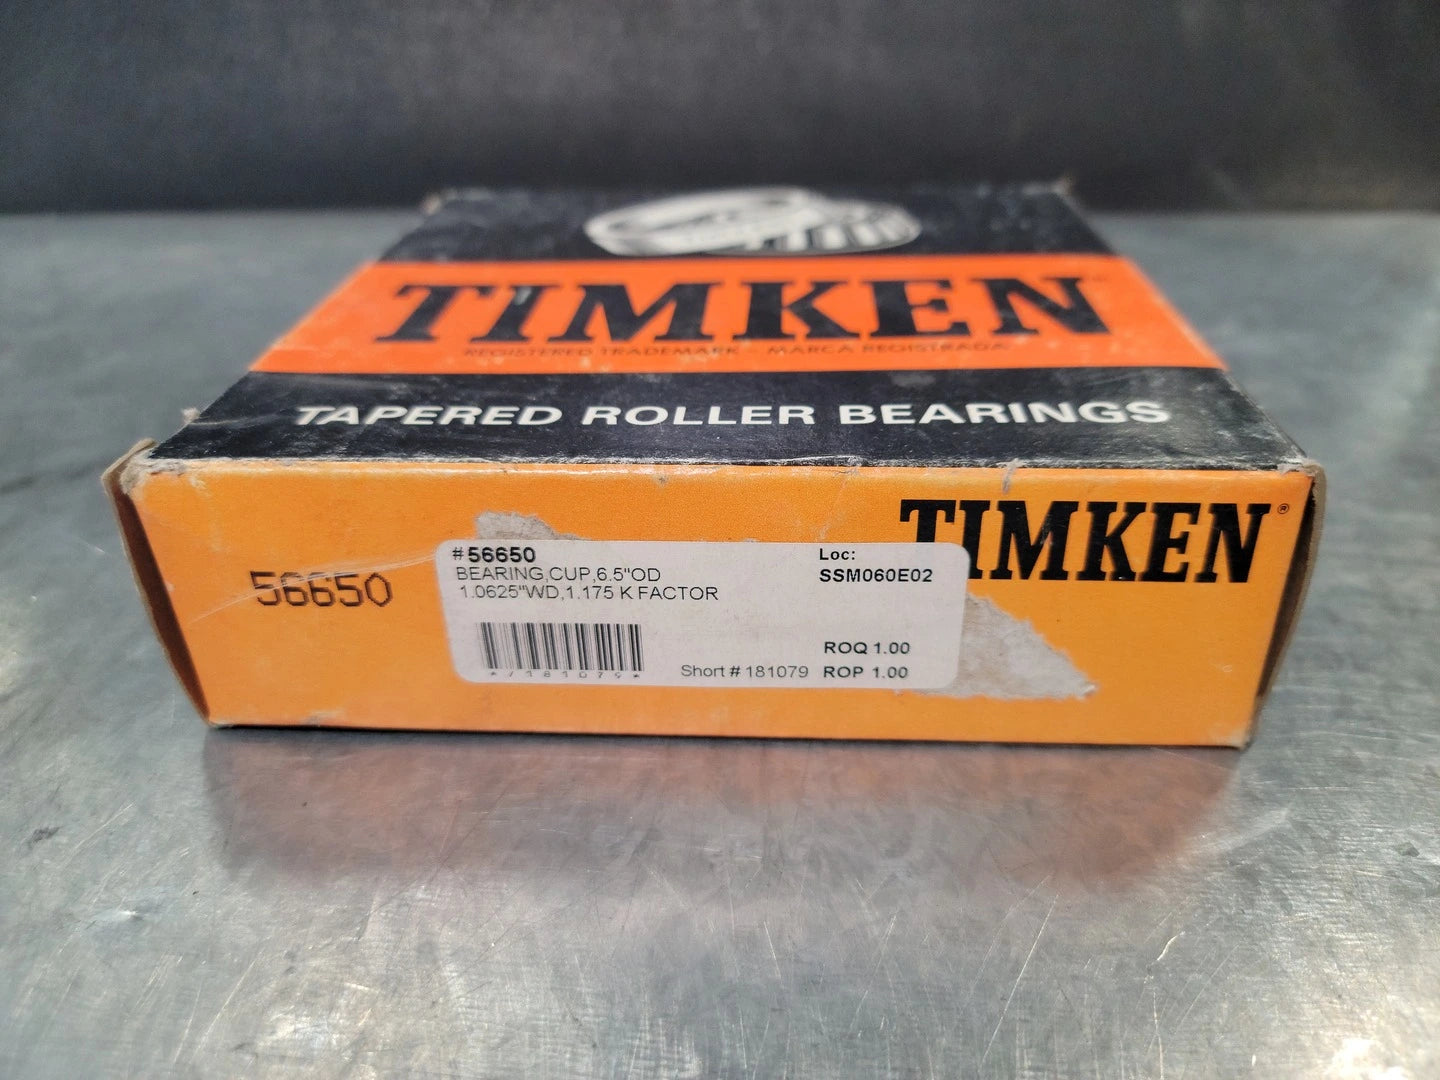 TIMKEN
REGISTERED TRADEMARK – MARCA REGISTRADA
TAPERED ROLLER BEARINGS
TIMKEN®
56650
#56650
BEARING,CUP,6.5"OD
1.0625"WD,1.175 K FACTOR
Loc:
SSM060E02
ROQ 1.00
Short # 181079 ROP 1.00